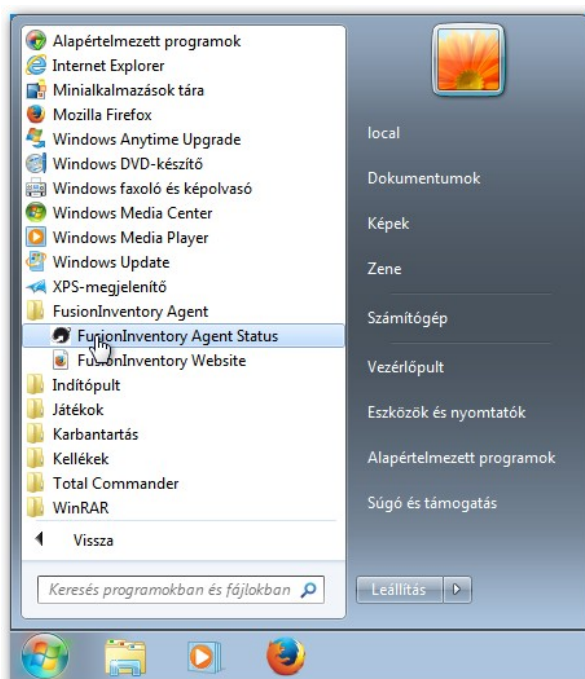 Alapértelmezett programok
Internet Explorer
Minialkalmazások tára
Mozilla Firefox
Windows Anytime Upgrade
Windows DVD-készítő
Windows faxoló és képolvasó
Windows Media Center
Windows Media Player
Windows Update
XPS-megjelenítő
FusionInventory Agent
FusionInventory Agent Status
FusionInventory Website
Indítópult
Játékok
Karbantartás
Kellékek
Total Commander
WinRAR
Vissza
Keresés programokban és fájlokban
local
Dokumentumok
Képek
Zene
Számítógép
Vezérlőpult
Eszközök és nyomtatók
Alapértelmezett programok
Súgó és támogatás
Leállítás